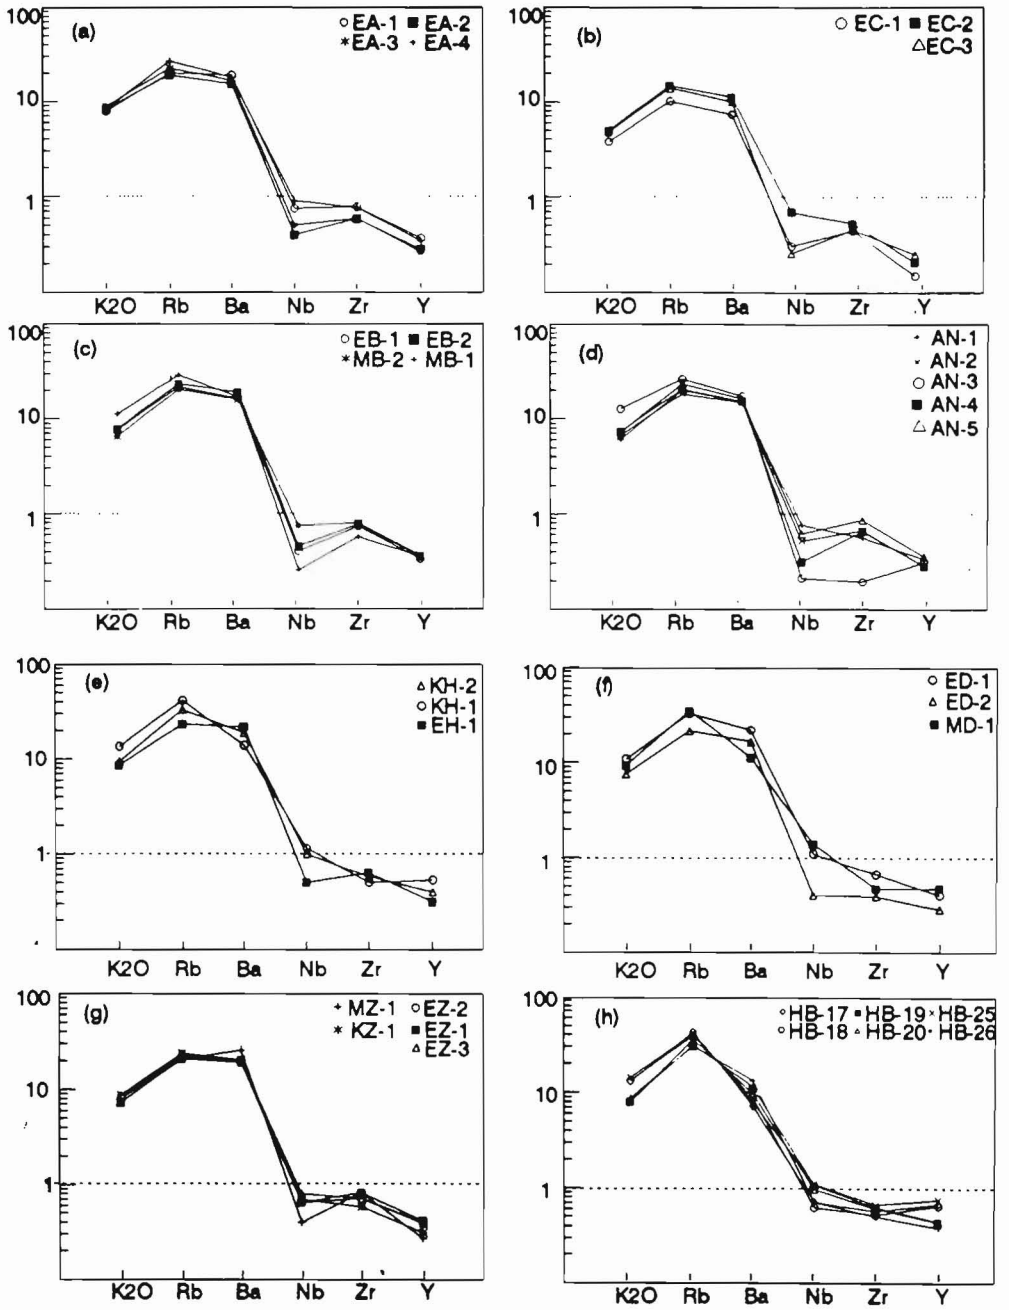 (a)
○ EA-1 ■ EA-2
✶ EA-3 + EA-4
100
10
1
K2O Rb Ba Nb Zr Y
(b)
○ EC-1 ■ EC-2
△ EC-3
100
10
1
K2O Rb Ba Nb Zr Y
(c)
○ EB-1 ■ EB-2
✶ MB-2 + MB-1
100
10
1
K2O Rb Ba Nb Zr Y
(d)
+ AN-1
× AN-2
○ AN-3
■ AN-4
△ AN-5
100
10
1
K2O Rb Ba Nb Zr Y
(e)
△ KH-2
○ KH-1
■ EH-1
100
10
1
K2O Rb Ba Nb Zr Y
(f)
○ ED-1
△ ED-2
■ MD-1
100
10
1
K2O Rb Ba Nb Zr Y
(g)
+ MZ-1 ○ EZ-2
✶ KZ-1 ■ EZ-1
△ EZ-3
100
10
1
K2O Rb Ba Nb Zr Y
(h)
◇ HB-17 ■ HB-19 × HB-25
○ HB-18 △ HB-20 + HB-26
100
10
1
K2O Rb Ba Nb Zr Y